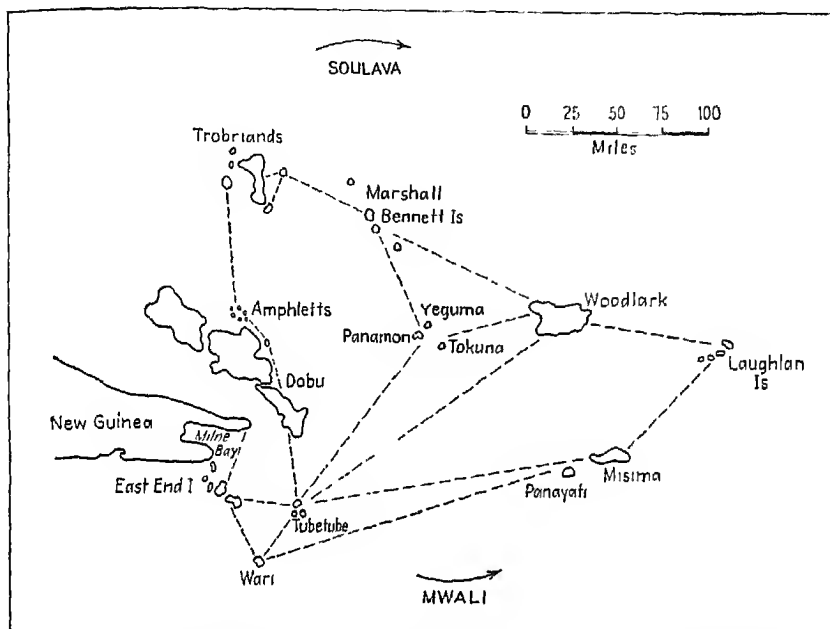 SOULAVA
0 25 50 75 100
Miles
Trobriands
Marshall
Bennett Is
Amphletts
Yeguma
Woodlark
Panamon
Tokuna
Laughlan
Is
Dobu
New Guinea
Milne
Bay
East End I
Misima
Panayati
Tubetube
Wari
MWALI